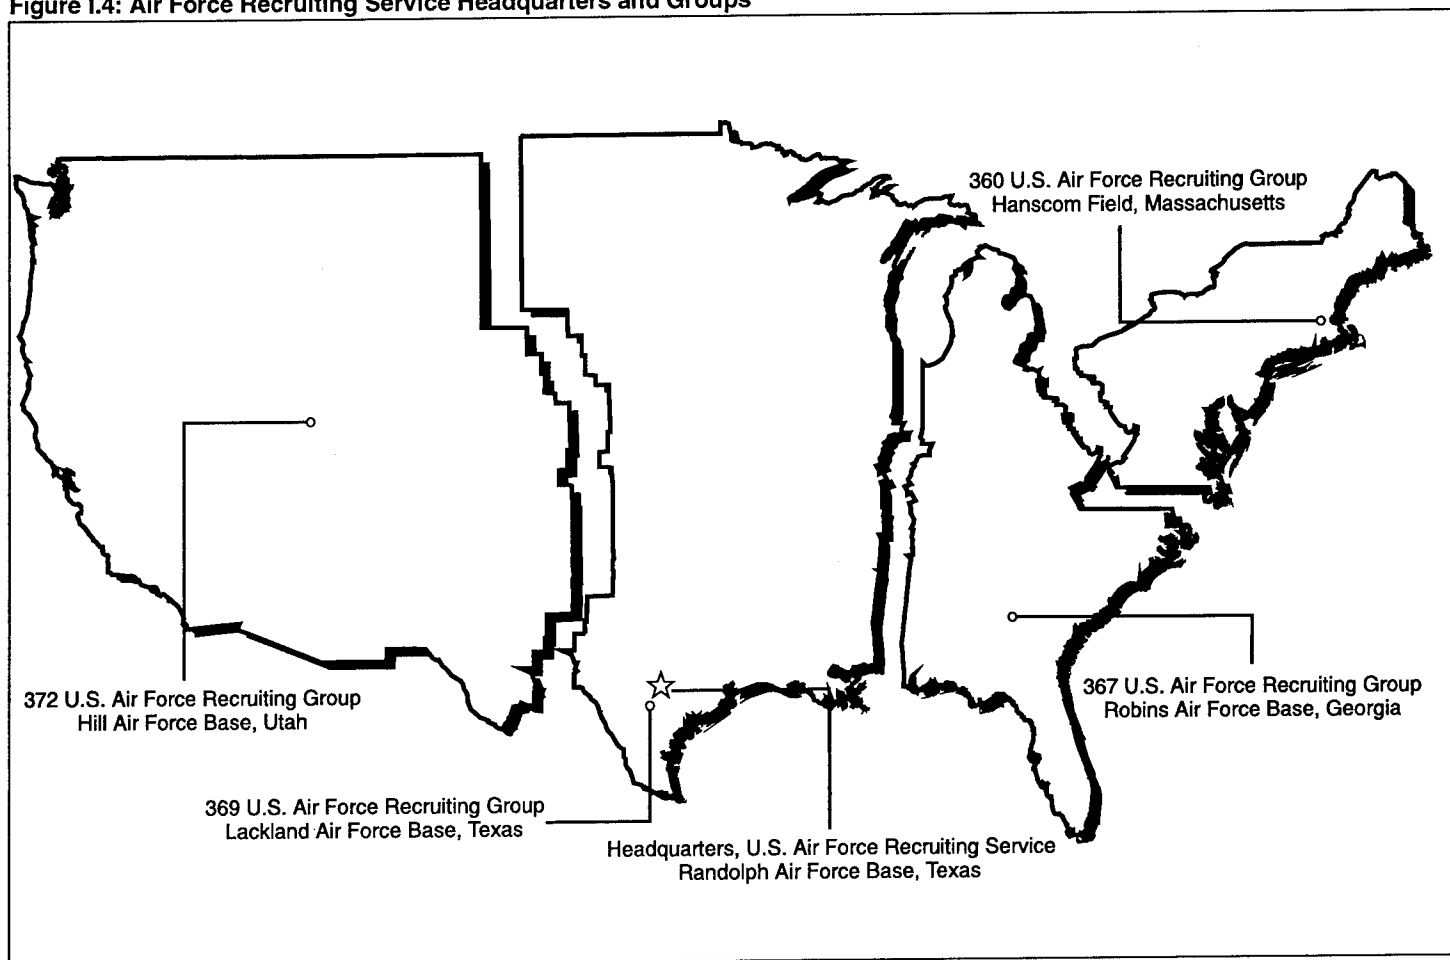 Figure I.4: Air Force Recruiting Service Headquarters and Groups
360 U.S. Air Force Recruiting Group
Hanscom Field, Massachusetts
372 U.S. Air Force Recruiting Group
Hill Air Force Base, Utah
367 U.S. Air Force Recruiting Group
Robins Air Force Base, Georgia
369 U.S. Air Force Recruiting Group
Lackland Air Force Base, Texas
Headquarters, U.S. Air Force Recruiting Service
Randolph Air Force Base, Texas